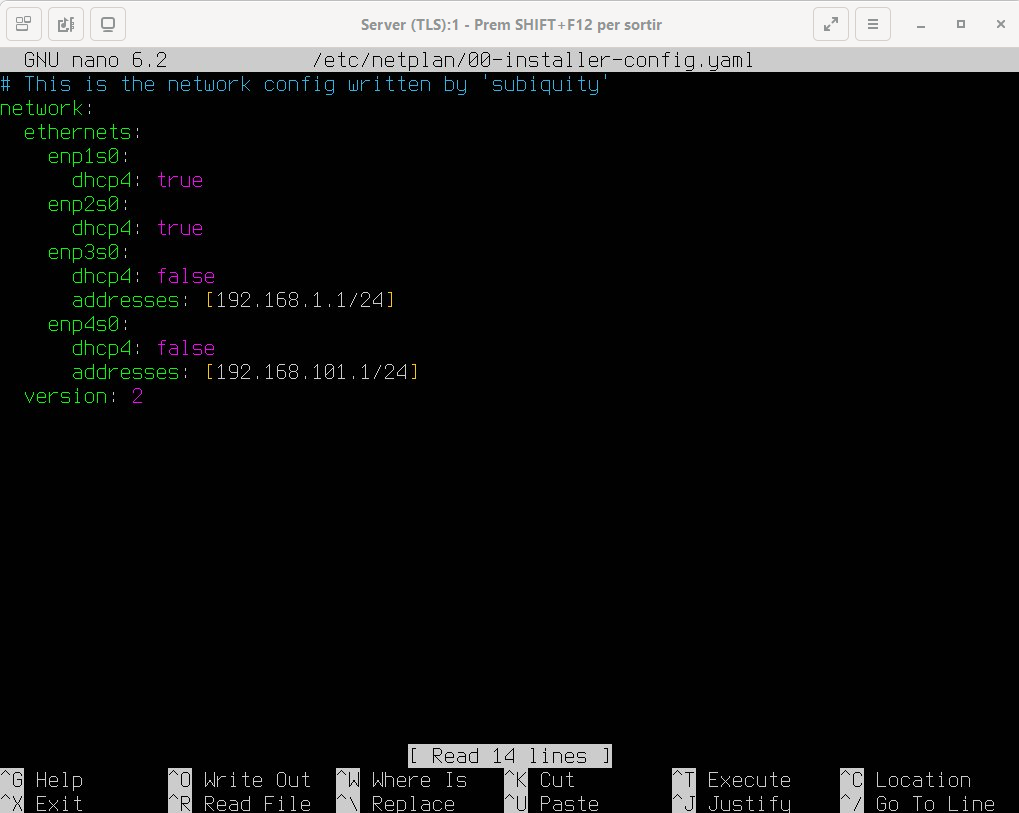 Server (TLS):1 - Prem SHIFT+F12 per sortir
GNU nano 6.2 /etc/netplan/00-installer-config.yaml
# This is the network config written by 'subiquity'
network:
  ethernets:
    enp1s0:
      dhcp4: true
    enp2s0:
      dhcp4: true
    enp3s0:
      dhcp4: false
      addresses: [192.168.1.1/24]
    enp4s0:
      dhcp4: false
      addresses: [192.168.101.1/24]
  version: 2
[ Read 14 lines ]
^G Help ^O Write Out ^W Where Is ^K Cut ^T Execute ^C Location
^X Exit ^R Read File ^\ Replace ^U Paste ^J Justify ^/ Go To Line